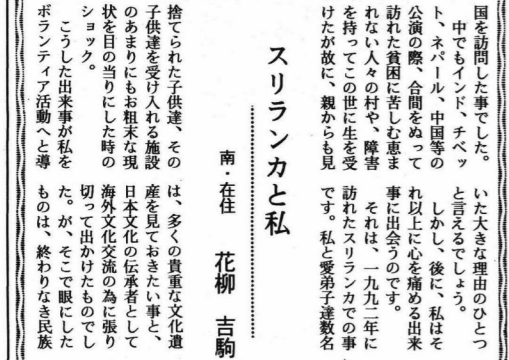 スリランカと私
南・在住 花柳 吉駒
国を訪問した事でした。
中でもインド、チベッ
ト、ネパール、中国等の
公演の際、合間をぬって
訪れた貧困に苦しむ恵ま
れない人々の村や、障害
を持ってこの世に生を受
けたが故に、親からも見
捨てられた子供達、その
子供達を受け入れる施設
のあまりにもお粗末な現
状を目の当りにした時の
ショック。
こうした出来事が私を
ボランティア活動へと導
いた大きな理由のひとつ
と言えるでしょう。
しかし、後に、私はそ
れ以上に心を痛める出来
事に出会うのです。
それは、一九九二年に
訪れたスリランカでの事
です。私と愛弟子達数名
は、多くの貴重な文化遺
産を見ておきたい事と、
日本文化の伝承者として
海外文化交流の為に張り
切って出かけたものでし
た。が、そこで眼にした
ものは、終わりなき民族